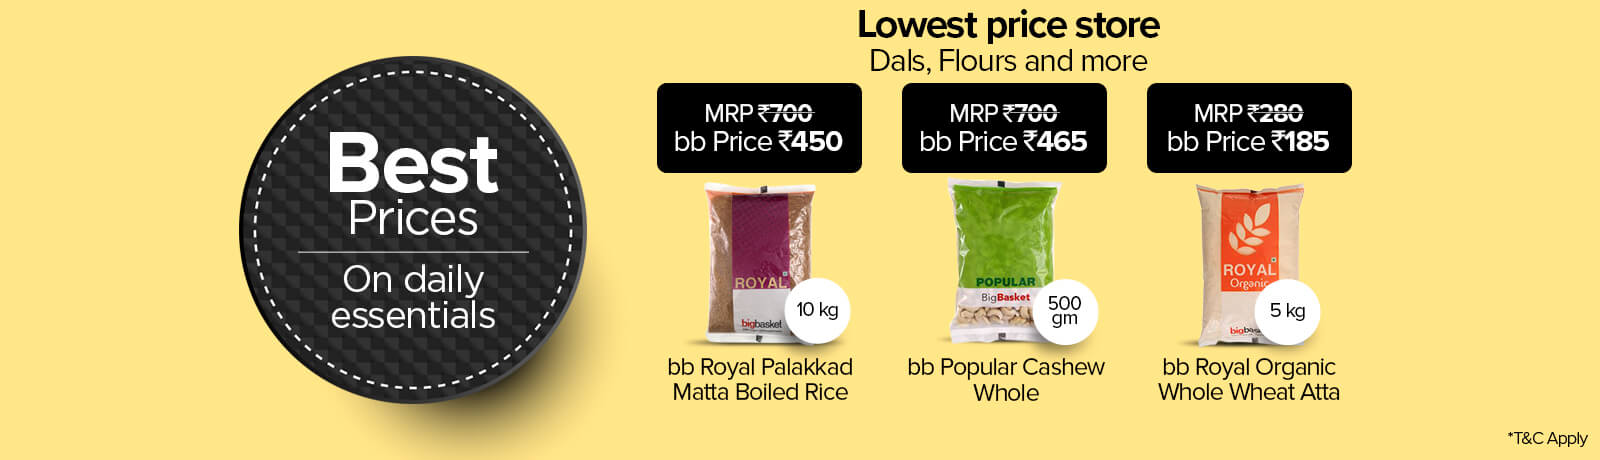 Best
Prices
On daily
essentials
Lowest price store
Dals, Flours and more
MRP ₹700
bb Price ₹450
ROYAL
bigbasket
10 kg
bb Royal Palakkad
Matta Boiled Rice
MRP ₹700
bb Price ₹465
POPULAR
BigBasket
500
gm
bb Popular Cashew
Whole
MRP ₹280
bb Price ₹185
ROYAL
Organic
5 kg
bb Royal Organic
Whole Wheat Atta
*T&C Apply